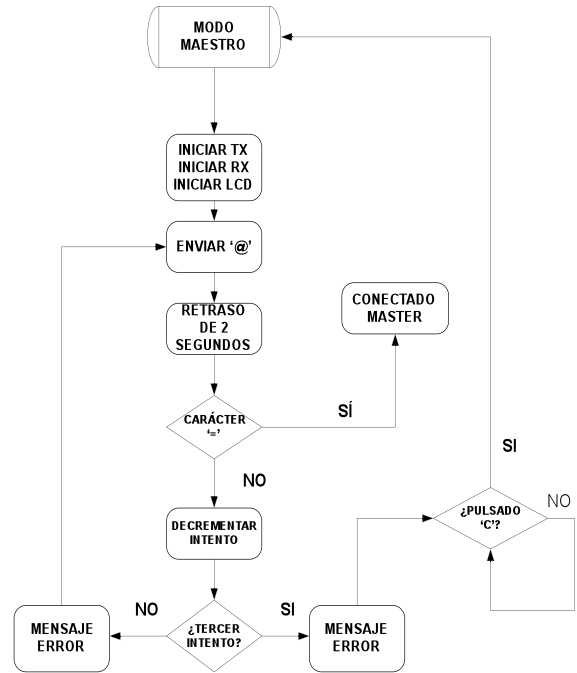 MODO
MAESTRO
INICIAR TX
INICIAR RX
INICIAR LCD
ENVIAR ‘@’
RETRASO
DE 2
SEGUNDOS
CONECTADO
MASTER
CARÁCTER
‘=’
SÍ
NO
DECREMENTAR
INTENTO
¿TERCER
INTENTO?
NO
MENSAJE
ERROR
SI
MENSAJE
ERROR
¿PULSADO
‘C’?
SI
NO